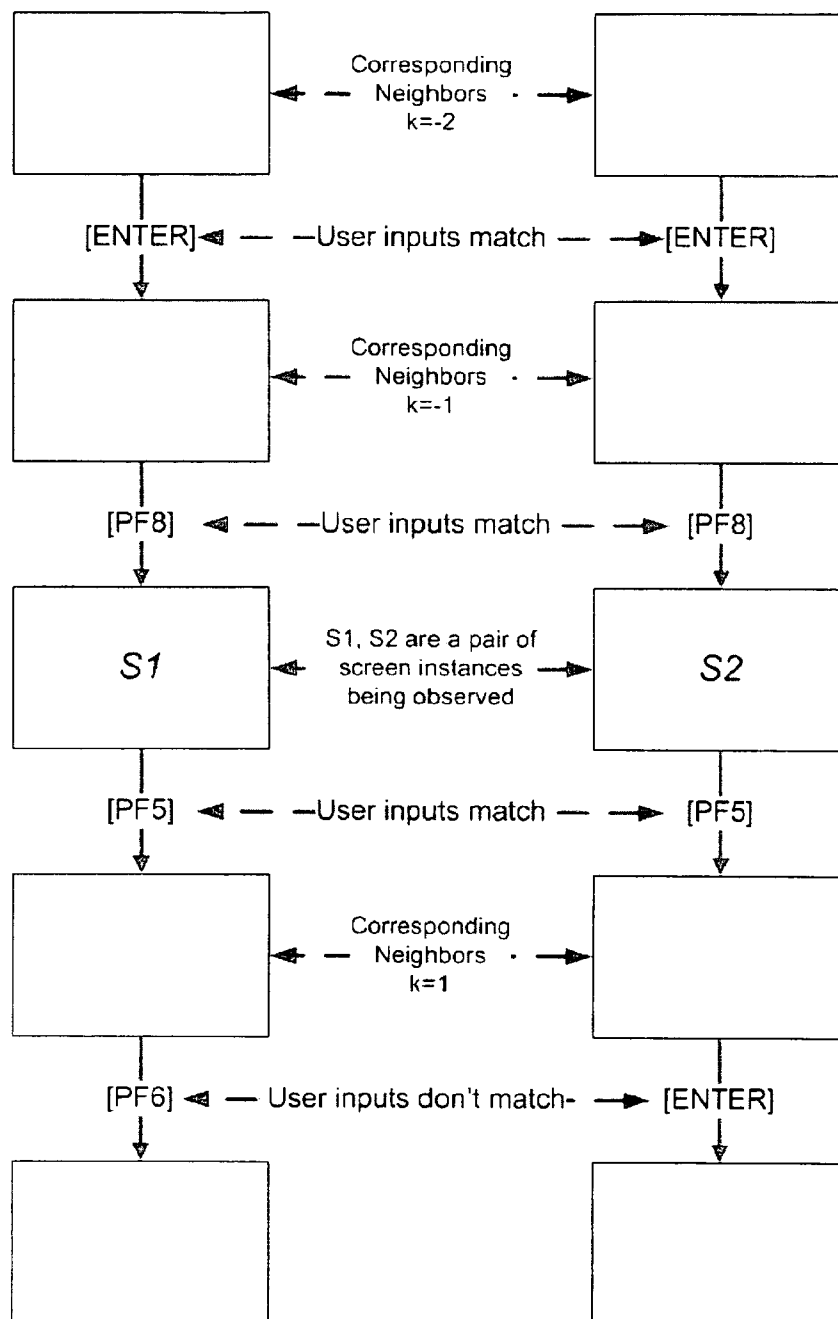 Corresponding
Neighbors
k=-2
[ENTER] User inputs match [ENTER]
Corresponding
Neighbors
k=-1
[PF8] User inputs match [PF8]
S1
S1, S2 are a pair of
screen instances
being observed
S2
[PF5] User inputs match [PF5]
Corresponding
Neighbors
k=1
[PF6] User inputs don't match [ENTER]